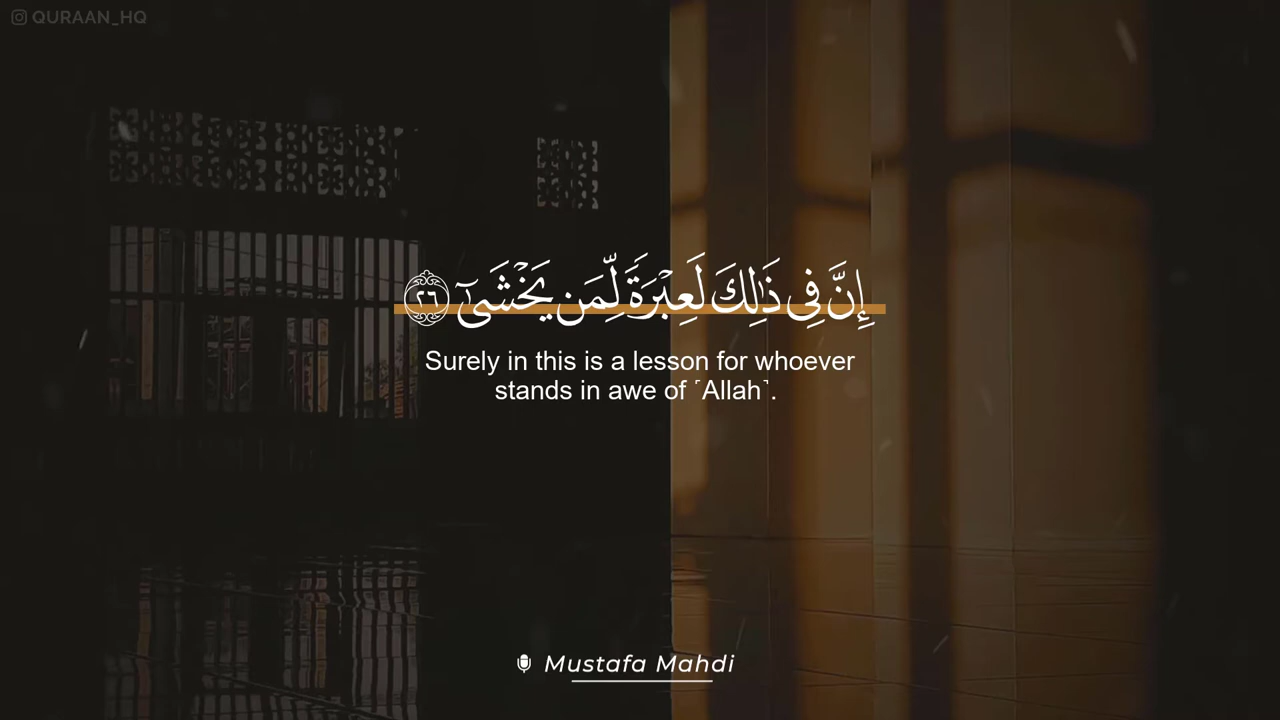 QURAAN_HQ
إِنَّ فِى ذَٰلِكَ لَعِبْرَةً لِّمَن يَخْشَىٰٓ ٢٦
Surely in this is a lesson for whoever
stands in awe of ˹Allah˺.
Mustafa Mahdi